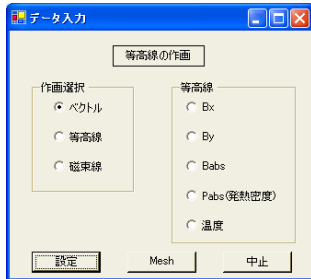 データ入力
等高線の作画
作画選択
ベクトル
等高線
磁束線
等高線
Bx
By
Babs
Pabs(発熱密度)
温度
設定
Mesh
中止